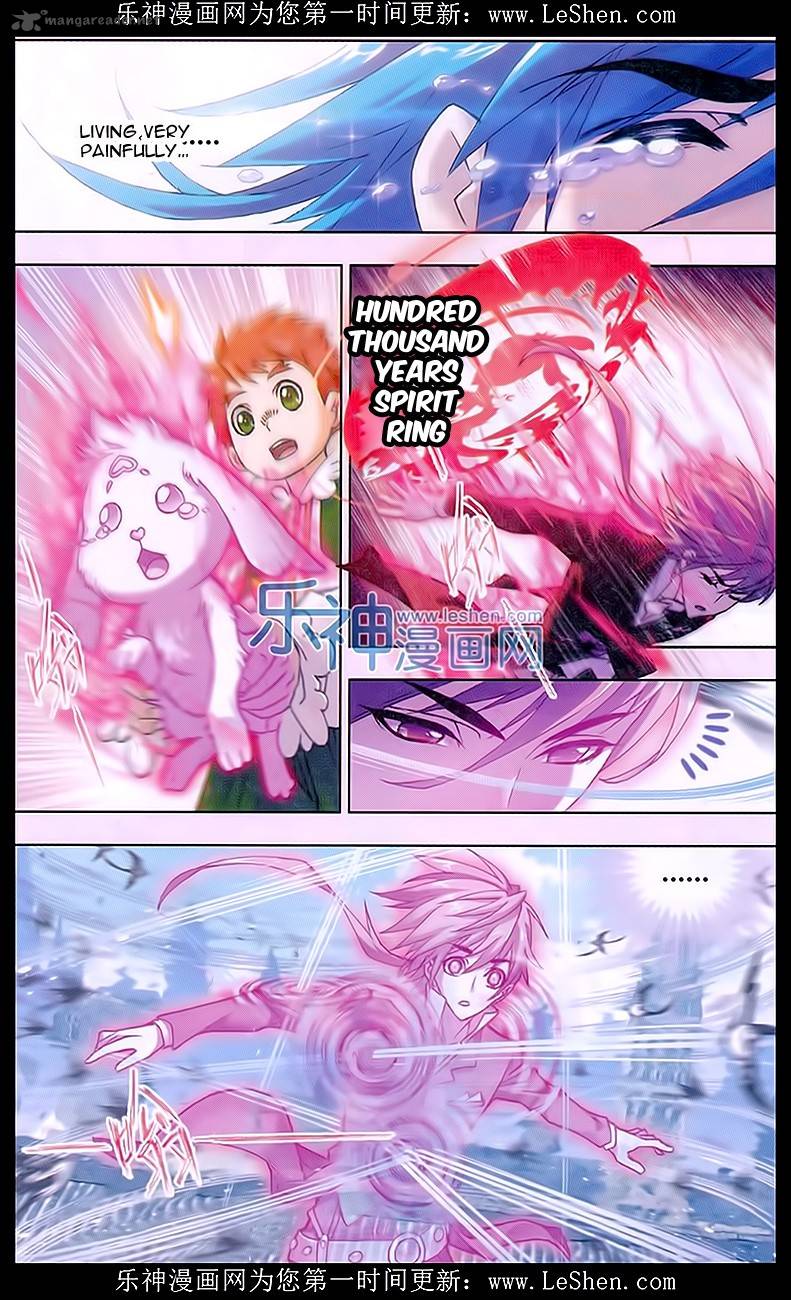 乐神漫画网为您第一时间更新：www.LeShen.com
mangareader.net
LIVING,VERY .....
PAINFULLY...
HUNDRED
THOUSAND
YEARS
SPIRIT
RING
www.leshen.com
乐神漫画网
......
乐神漫画网为您第一时间更新：www.LeShen.com